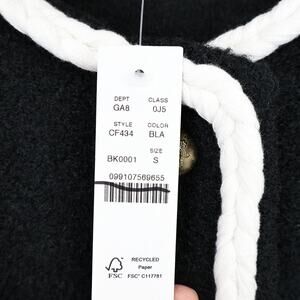 DEPT CLASS
GA8 0J5
STYLE COLOR
CF434 BLA
SIZE
BK0001 S
099107569655
FSC
RECYCLED
Paper
FSC® C117781